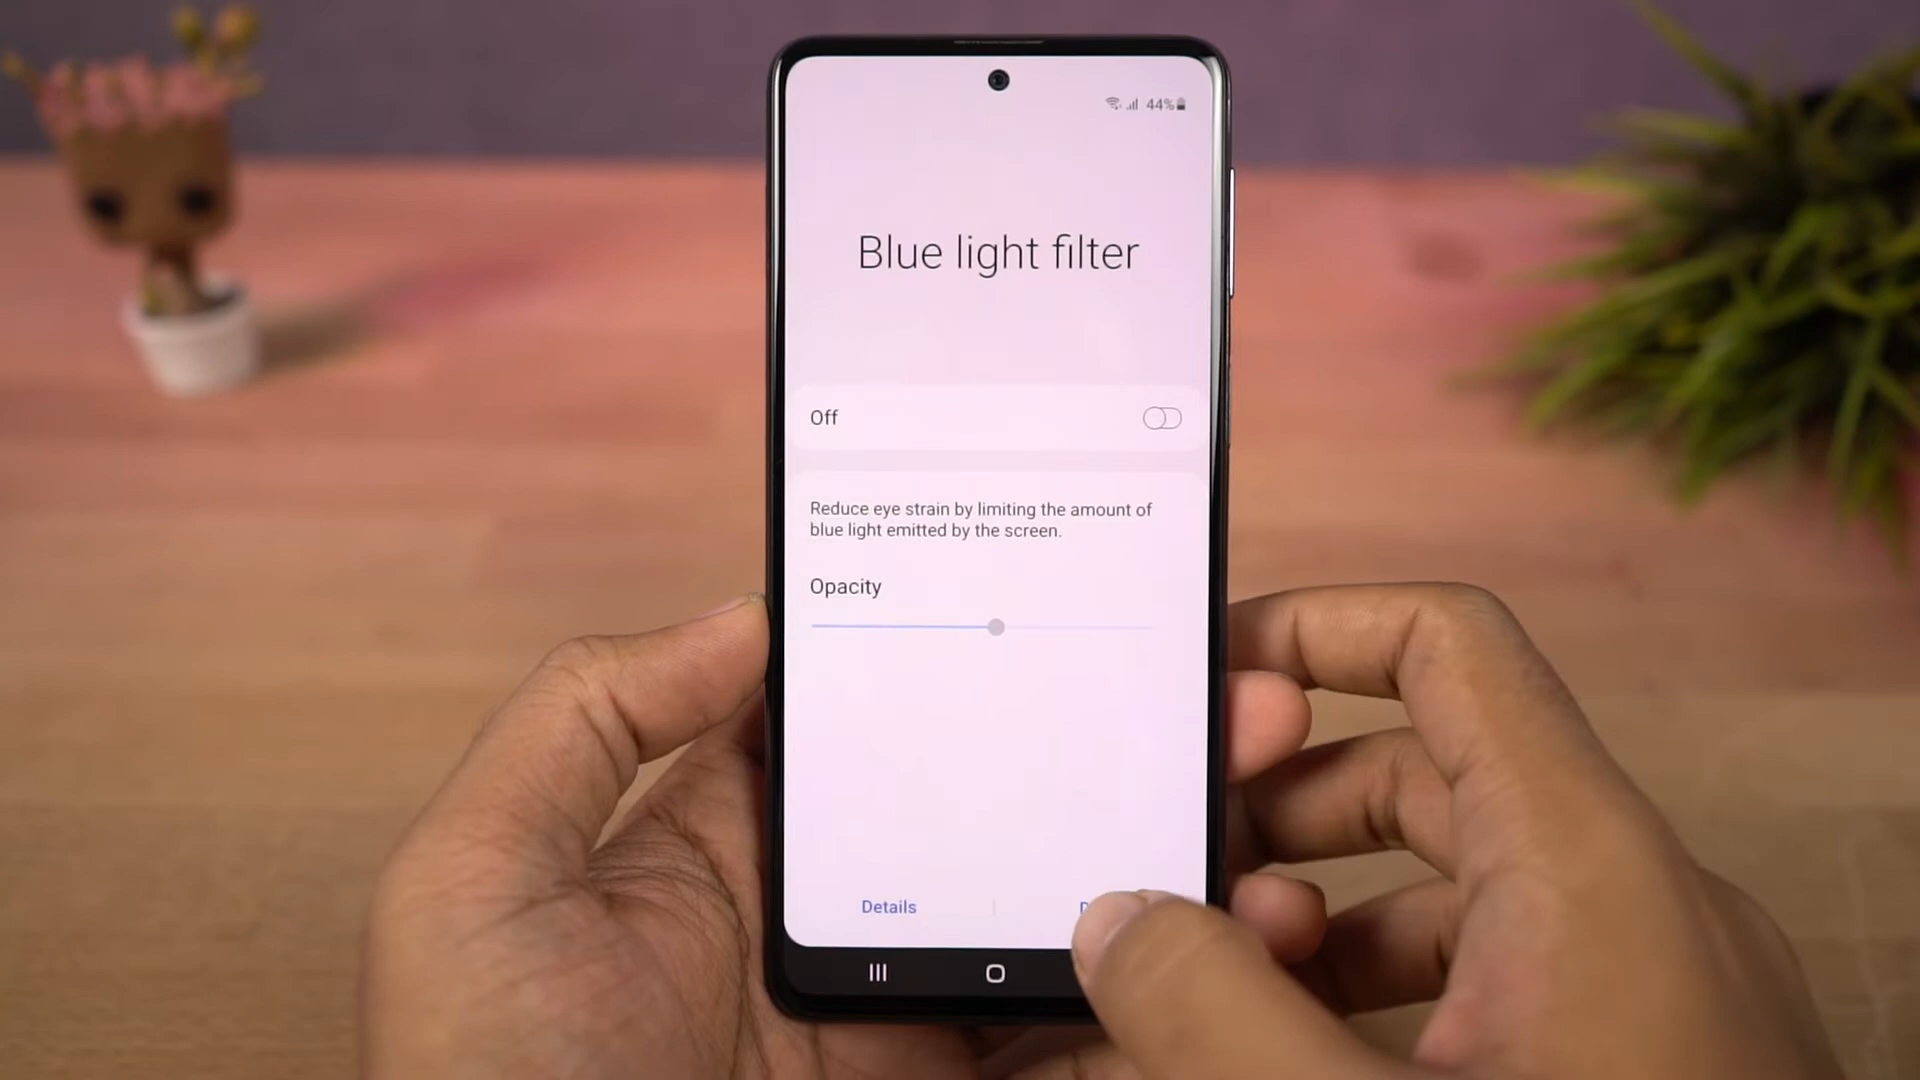 44%
Blue light filter
Off
Reduce eye strain by limiting the amount of
blue light emitted by the screen.
Opacity
Details